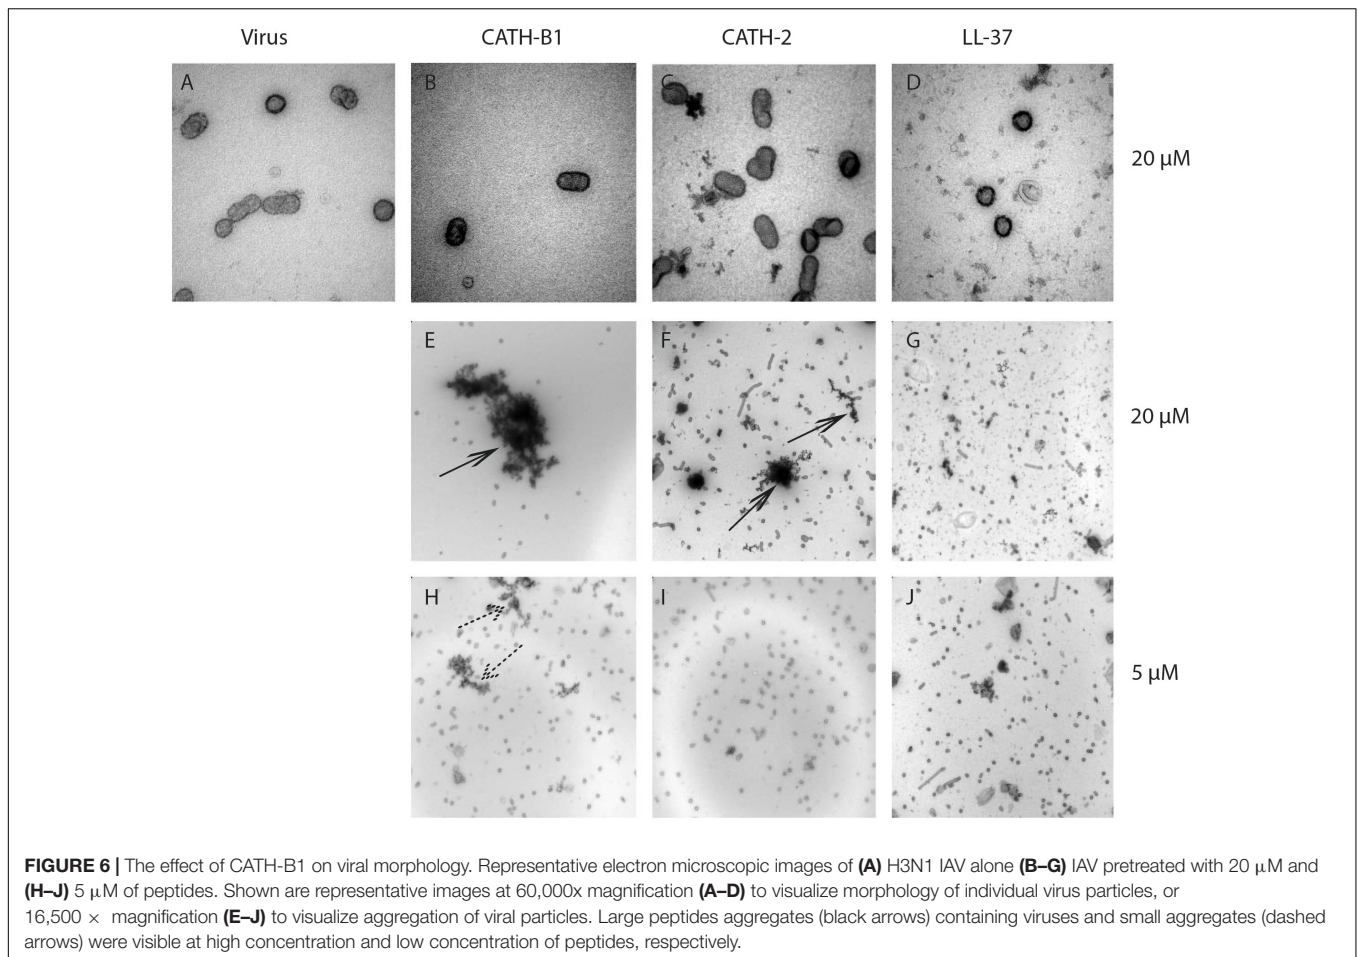 Virus CATH-B1 CATH-2 LL-37
A B C D 20 µM
E F G 20 µM
H I J 5 µM
FIGURE 6 | The effect of CATH-B1 on viral morphology. Representative electron microscopic images of (A) H3N1 IAV alone (B–G) IAV pretreated with 20 µM and
(H–J) 5 µM of peptides. Shown are representative images at 60,000x magnification (A–D) to visualize morphology of individual virus particles, or
16,500 × magnification (E–J) to visualize aggregation of viral particles. Large peptides aggregates (black arrows) containing viruses and small aggregates (dashed
arrows) were visible at high concentration and low concentration of peptides, respectively.